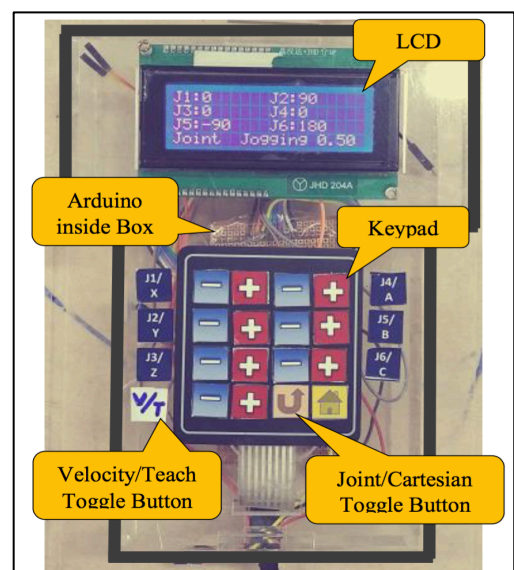 LCD
J1:0 J2:90
J3:0 J4:0
J5:-90 J6:180
Joint Jogging 0.50
JHD 204A
Arduino
inside Box
Keypad
J1/
X
- + - +
J4/
A
J2/
Y
- + - +
J5/
B
J3/
Z
- + - +
J6/
C
V/T
- +
Velocity/Teach
Toggle Button
Joint/Cartesian
Toggle Button